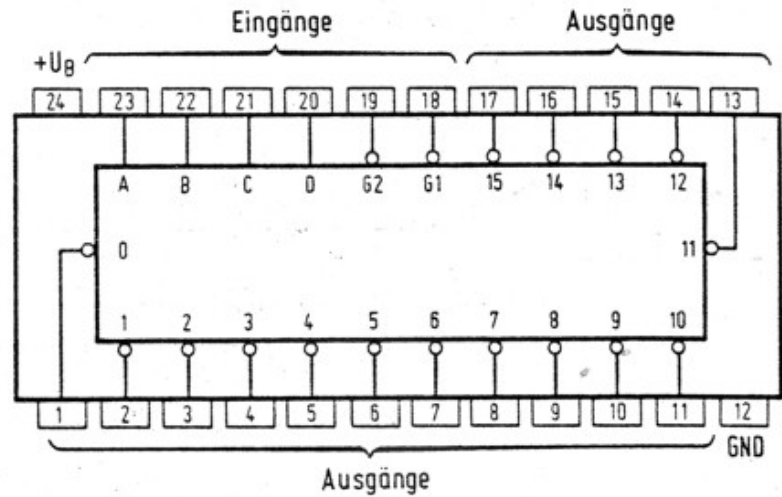 Eingänge Ausgänge
+UB
24 23 22 21 20 19 18 17 16 15 14 13
A B C D G2 G1 15 14 13 12
0 11
1 2 3 4 5 6 7 8 9 10
1 2 3 4 5 6 7 8 9 10 11 12
GND
Ausgänge